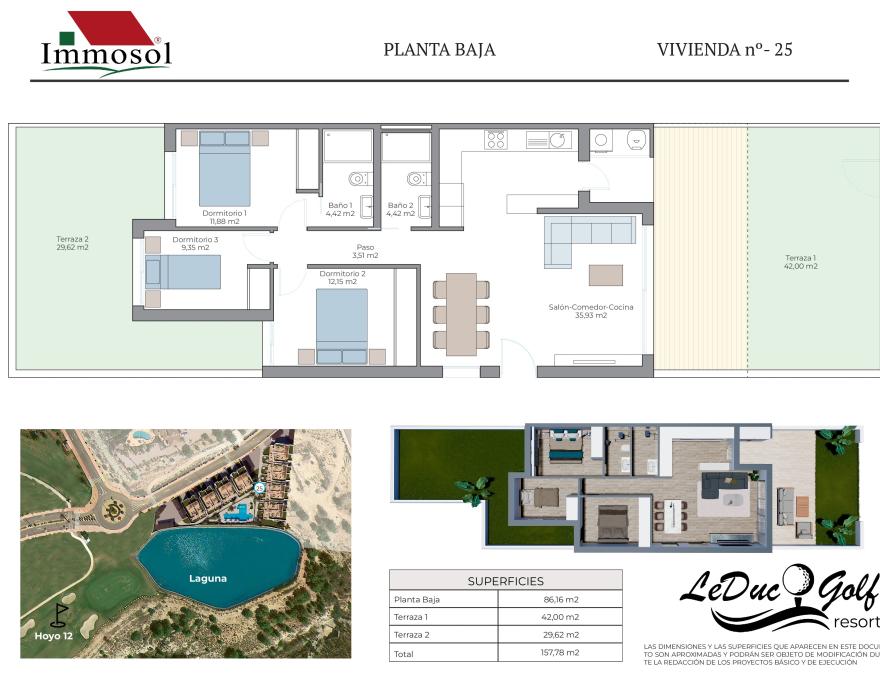 Immosol®
PLANTA BAJA
VIVIENDA nº- 25
Dormitorio 1
11,88 m2
Baño 1
4,42 m2
Baño 2
4,42 m2
Terraza 2
29,62 m2
Dormitorio 3
9,35 m2
Paso
3,51 m2
Dormitorio 2
12,15 m2
Terraza 1
42,00 m2
Salón-Comedor-Cocina
35,93 m2
25
Laguna
Hoyo 12
SUPERFICIES
Planta Baja 86,16 m2
Terraza 1 42,00 m2
Terraza 2 29,62 m2
Total 157,78 m2
LeDuc Golf
resort
LAS DIMENSIONES Y LAS SUPERFICIES QUE APARECEN EN ESTE DOCU
TO SON APROXIMADAS Y PODRÁN SER OBJETO DE MODIFICACIÓN DU
TE LA REDACCIÓN DE LOS PROYECTOS BÁSICO Y DE EJECUCIÓN